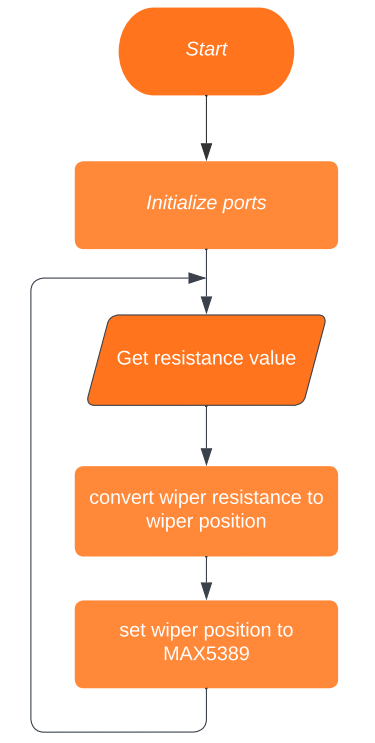 Start
Initialize ports
Get resistance value
convert wiper resistance to
wiper position
set wiper position to
MAX5389